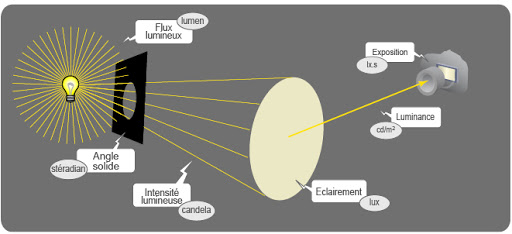 lumen
Flux
lumineux
Exposition
lx.s
Luminance
cd/m²
Angle
solide
stéradian
Intensité
lumineuse
candela
Eclairement
lux